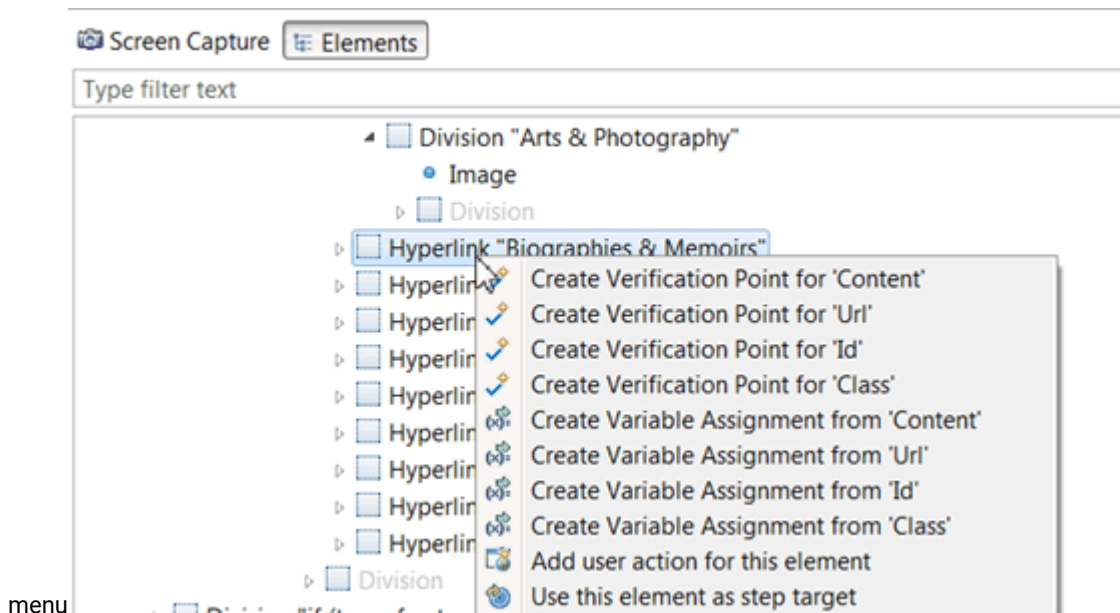 Screen Capture Elements
Type filter text
Division "Arts & Photography"
Image
Division
Hyperlink "Biographies & Memoirs"
Hyperlin Create Verification Point for 'Content'
Hyperlin Create Verification Point for 'Url'
Hyperlin Create Verification Point for 'Id'
Hyperlin Create Verification Point for 'Class'
Hyperlin Create Variable Assignment from 'Content'
Hyperlin Create Variable Assignment from 'Url'
Hyperlin Create Variable Assignment from 'Id'
Hyperlin Create Variable Assignment from 'Class'
Division Add user action for this element
Use this element as step target
menu